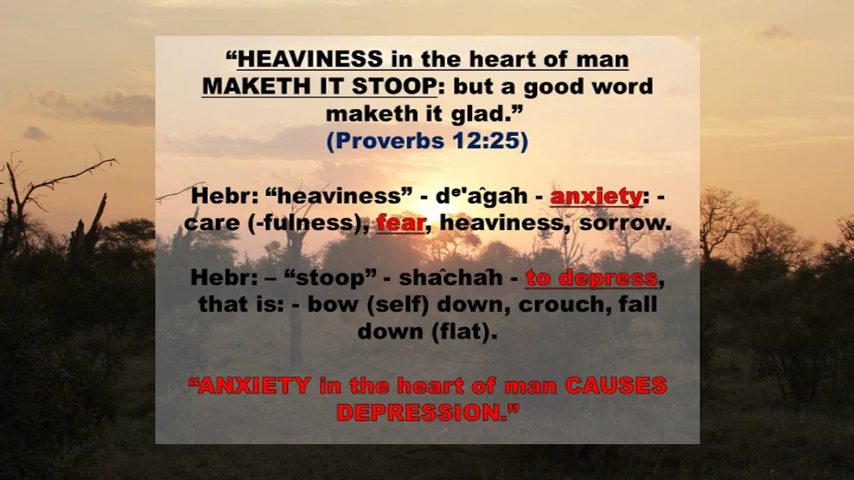 “HEAVINESS in the heart of man
MAKETH IT STOOP: but a good word
maketh it glad.”
(Proverbs 12:25)
Hebr: “heaviness” - dᵉ'âgâh - anxiety: -
care (-fulness), fear, heaviness, sorrow.
Hebr: – “stoop” - shâchâh - to depress,
that is: - bow (self) down, crouch, fall
down (flat).
“ANXIETY in the heart of man CAUSES
DEPRESSION.”